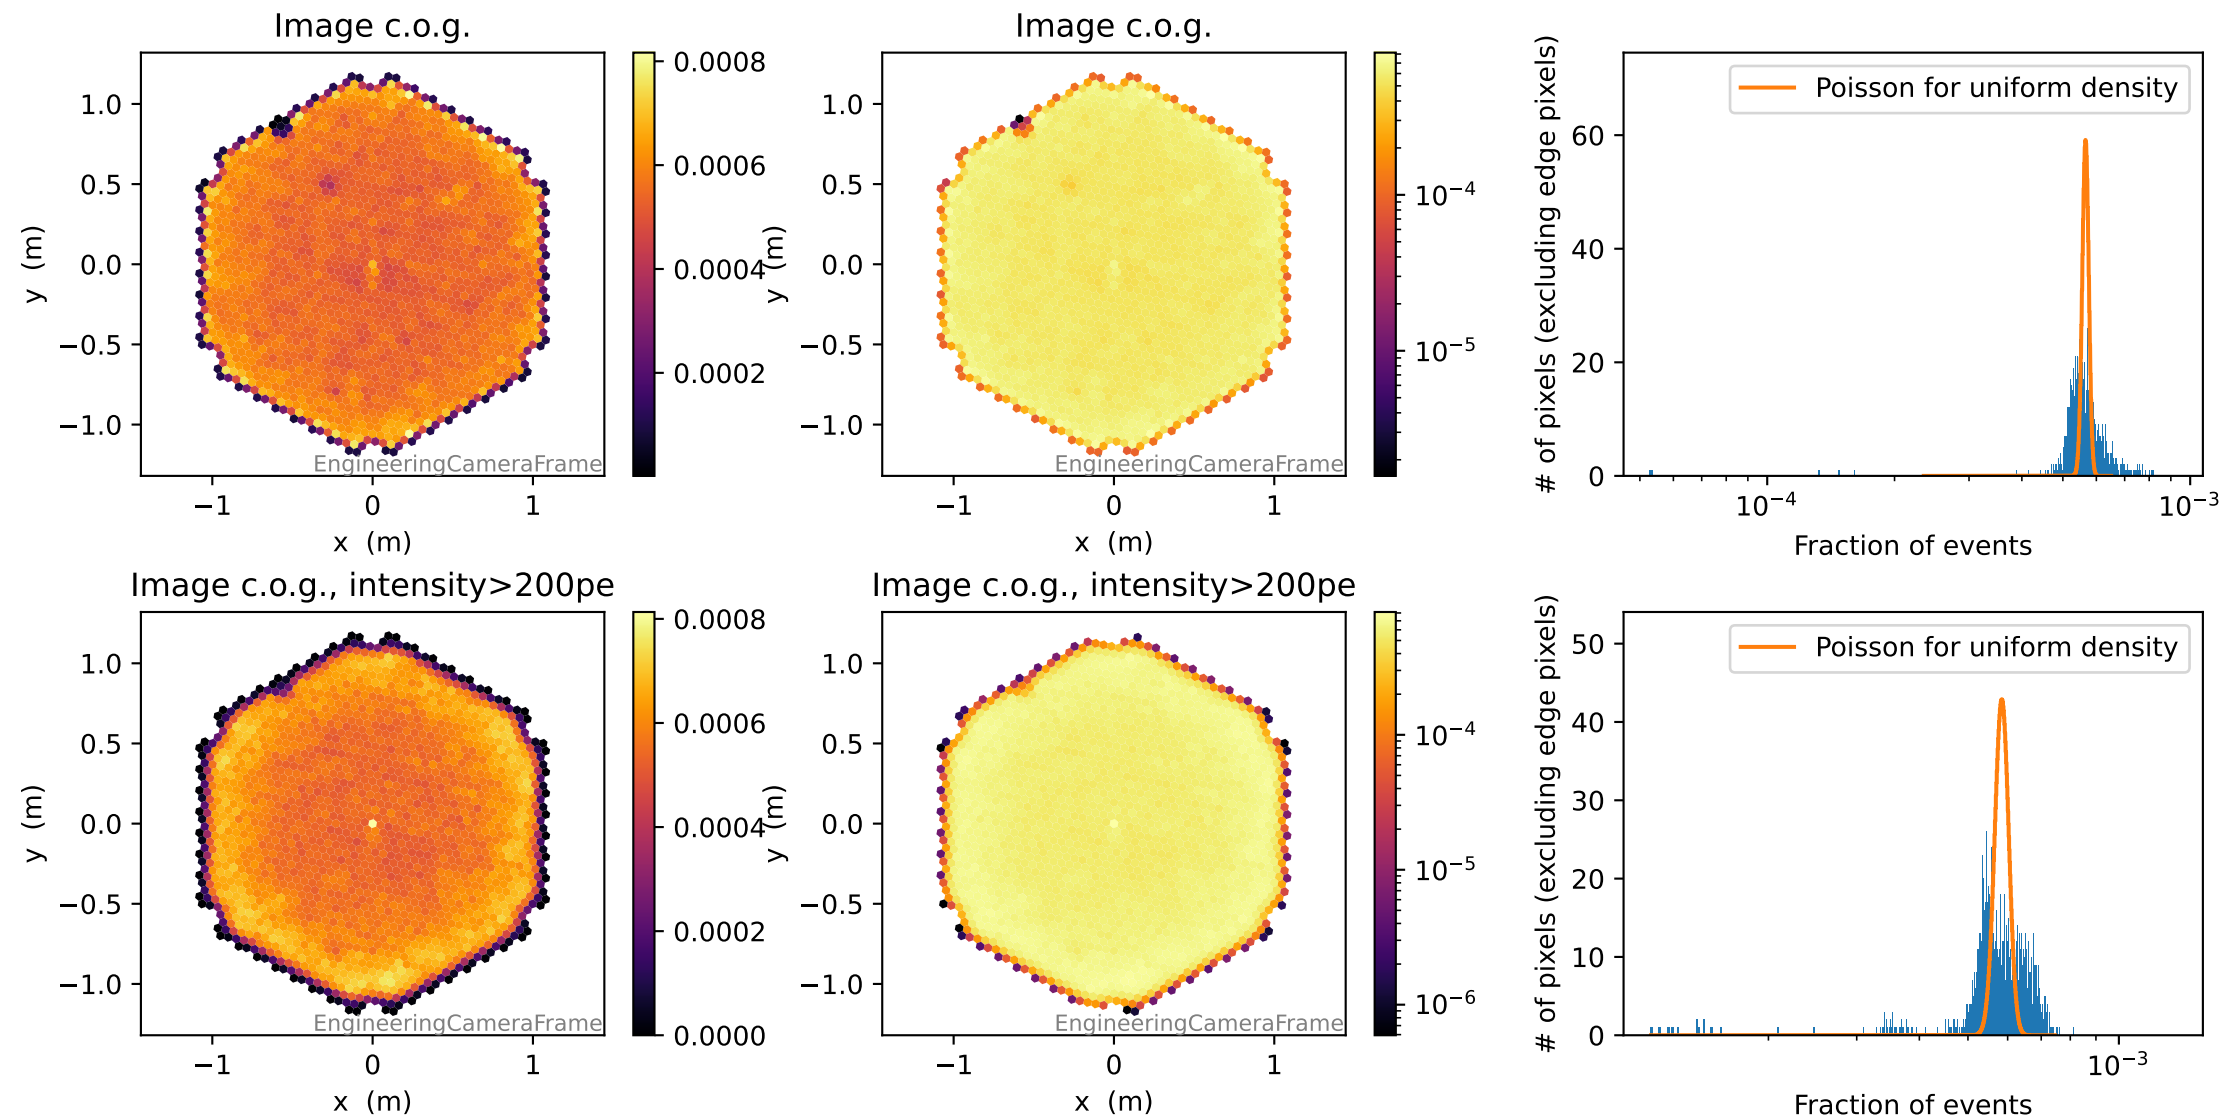 Image c.o.g.
1.0
0.5
0.0
−0.5
−1.0
y (m)
−1
0
1
x (m)
EngineeringCameraFrame
0.0008
0.0006
0.0004
0.0002
Image c.o.g.
1.0
0.5
0.0
−0.5
−1.0
y (m)
−1
0
1
x (m)
EngineeringCameraFrame
10−4
10−5
# of pixels (excluding edge pixels)
60
40
20
0
Poisson for uniform density
10−4
10−3
Fraction of events
Image c.o.g., intensity>200pe
1.0
0.5
0.0
−0.5
−1.0
y (m)
−1
0
1
x (m)
EngineeringCameraFrame
0.0008
0.0006
0.0004
0.0002
0.0000
Image c.o.g., intensity>200pe
1.0
0.5
0.0
−0.5
−1.0
y (m)
−1
0
1
x (m)
EngineeringCameraFrame
10−4
10−5
10−6
# of pixels (excluding edge pixels)
50
40
30
20
10
0
Poisson for uniform density
10−3
Fraction of events